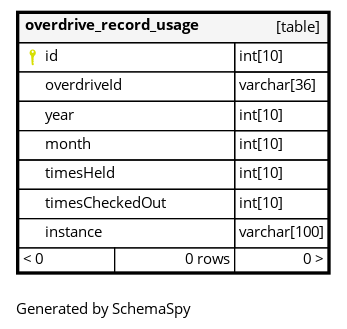 overdrive_record_usage [table]
id int[10]
overdriveId varchar[36]
year int[10]
month int[10]
timesHeld int[10]
timesCheckedOut int[10]
instance varchar[100]
< 0 0 rows 0 >
Generated by SchemaSpy